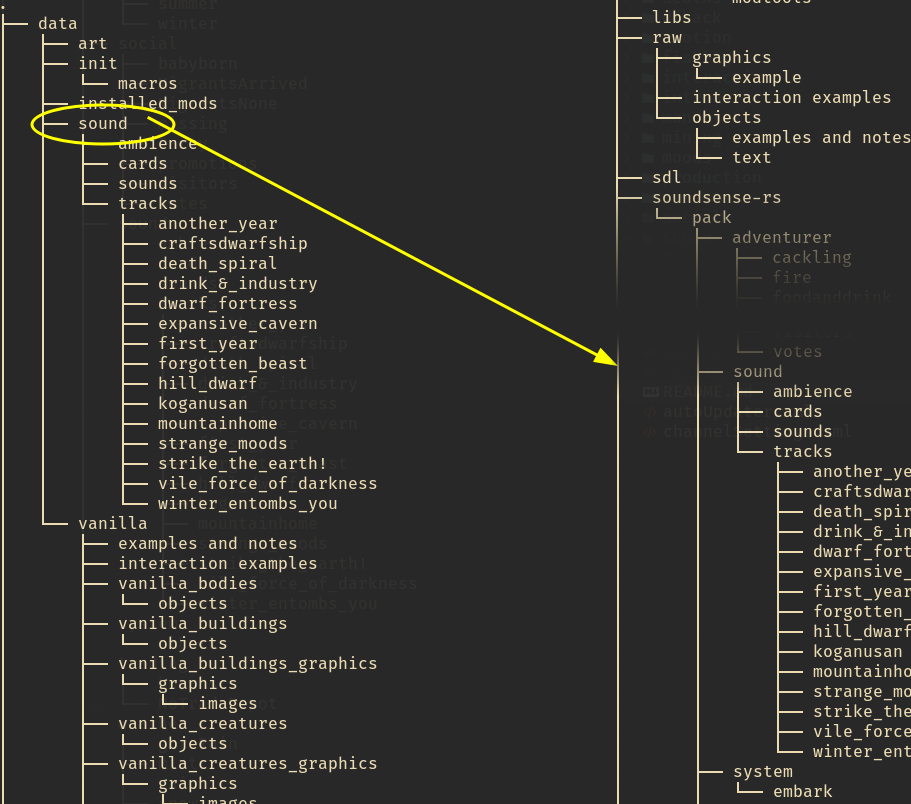 .
data
art
init
macros
installed_mods
sound
ambience
cards
sounds
tracks
another_year
craftsdwarfship
death_spiral
drink_&_industry
dwarf_fortress
expansive_cavern
first_year
forgotten_beast
hill_dwarf
koganusan
mountainhome
strange_moods
strike_the_earth!
vile_force_of_darkness
winter_entombs_you
vanilla
examples and notes
interaction examples
vanilla_bodies
objects
vanilla_buildings
objects
vanilla_buildings_graphics
graphics
images
vanilla_creatures
objects
vanilla_creatures_graphics
graphics
images
modtools
libs
raw
graphics
example
interaction examples
objects
examples and notes
text
sdl
soundsense-rs
pack
adventurer
cackling
fire
foodanddrink
votes
sound
ambience
cards
sounds
tracks
another_ye
craftsdwar
death_spir
drink_&_in
dwarf_fort
expansive_
first_year
forgotten_
hill_dwarf
koganusan
mountainho
strange_mo
strike_the
vile_force
winter_ent
system
embark